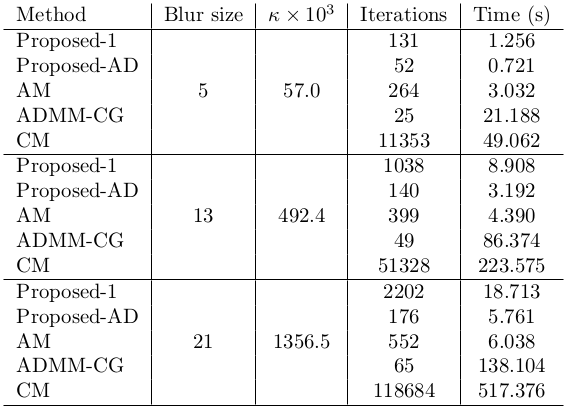 Method Blur size κ × 10³ Iterations Time (s)
Proposed-1 131 1.256
Proposed-AD 52 0.721
AM 5 57.0 264 3.032
ADMM-CG 25 21.188
CM 11353 49.062
Proposed-1 1038 8.908
Proposed-AD 140 3.192
AM 13 492.4 399 4.390
ADMM-CG 49 86.374
CM 51328 223.575
Proposed-1 2202 18.713
Proposed-AD 176 5.761
AM 21 1356.5 552 6.038
ADMM-CG 65 138.104
CM 118684 517.376